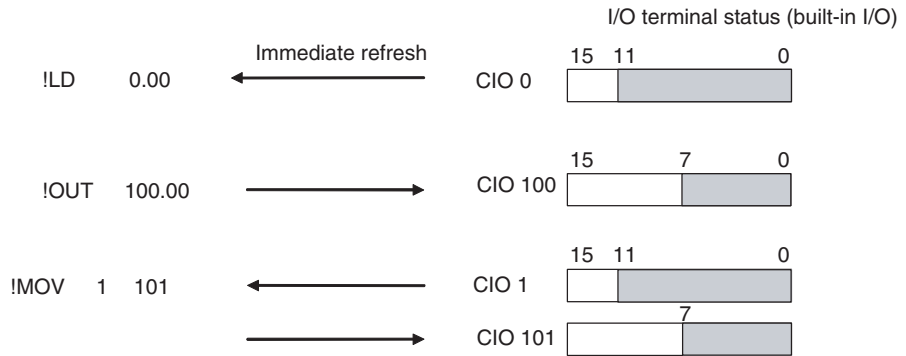 I/O terminal status (built-in I/O)
Immediate refresh
15 11 0
!LD 0.00 CIO 0
15 7 0
!OUT 100.00 CIO 100
15 11 0
!MOV 1 101 CIO 1
7
CIO 101